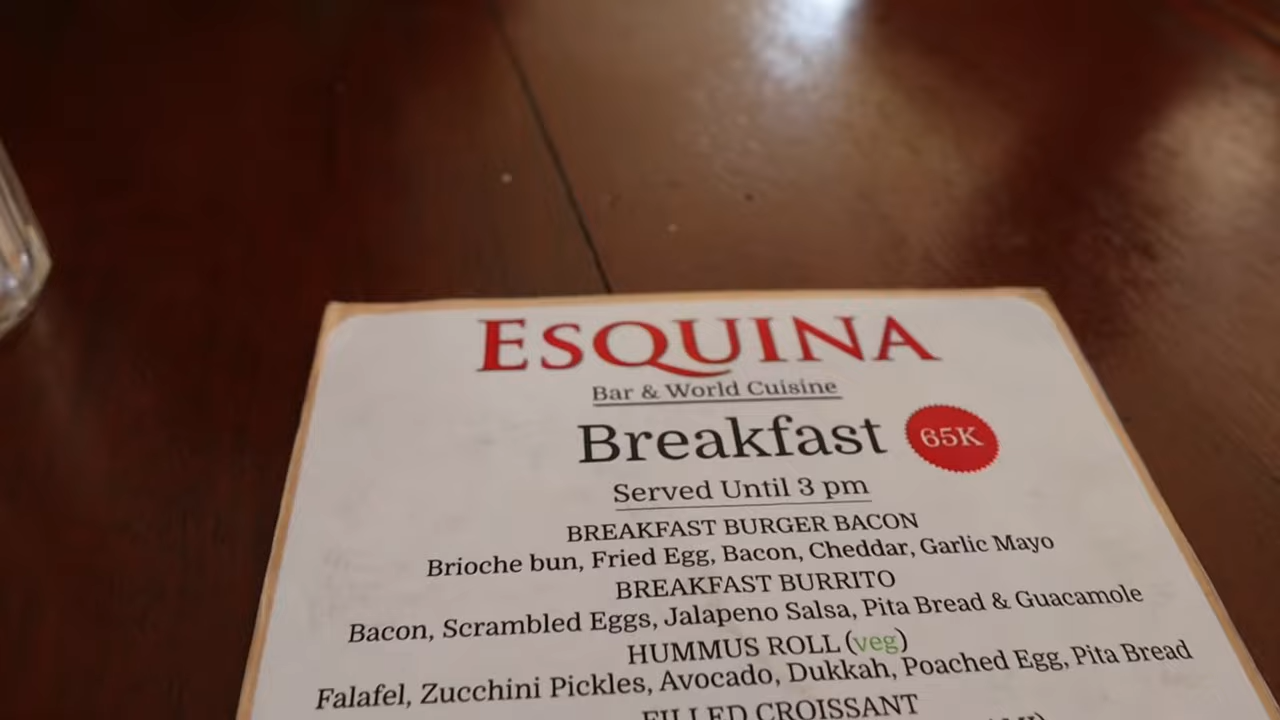 ESQUINA
Bar & World Cuisine
Breakfast 65K
Served Until 3 pm
BREAKFAST BURGER BACON
Brioche bun, Fried Egg, Bacon, Cheddar, Garlic Mayo
BREAKFAST BURRITO
Bacon, Scrambled Eggs, Jalapeno Salsa, Pita Bread & Guacamole
HUMMUS ROLL (veg)
Falafel, Zucchini Pickles, Avocado, Dukkah, Poached Egg, Pita Bread
FILLED CROISSANT